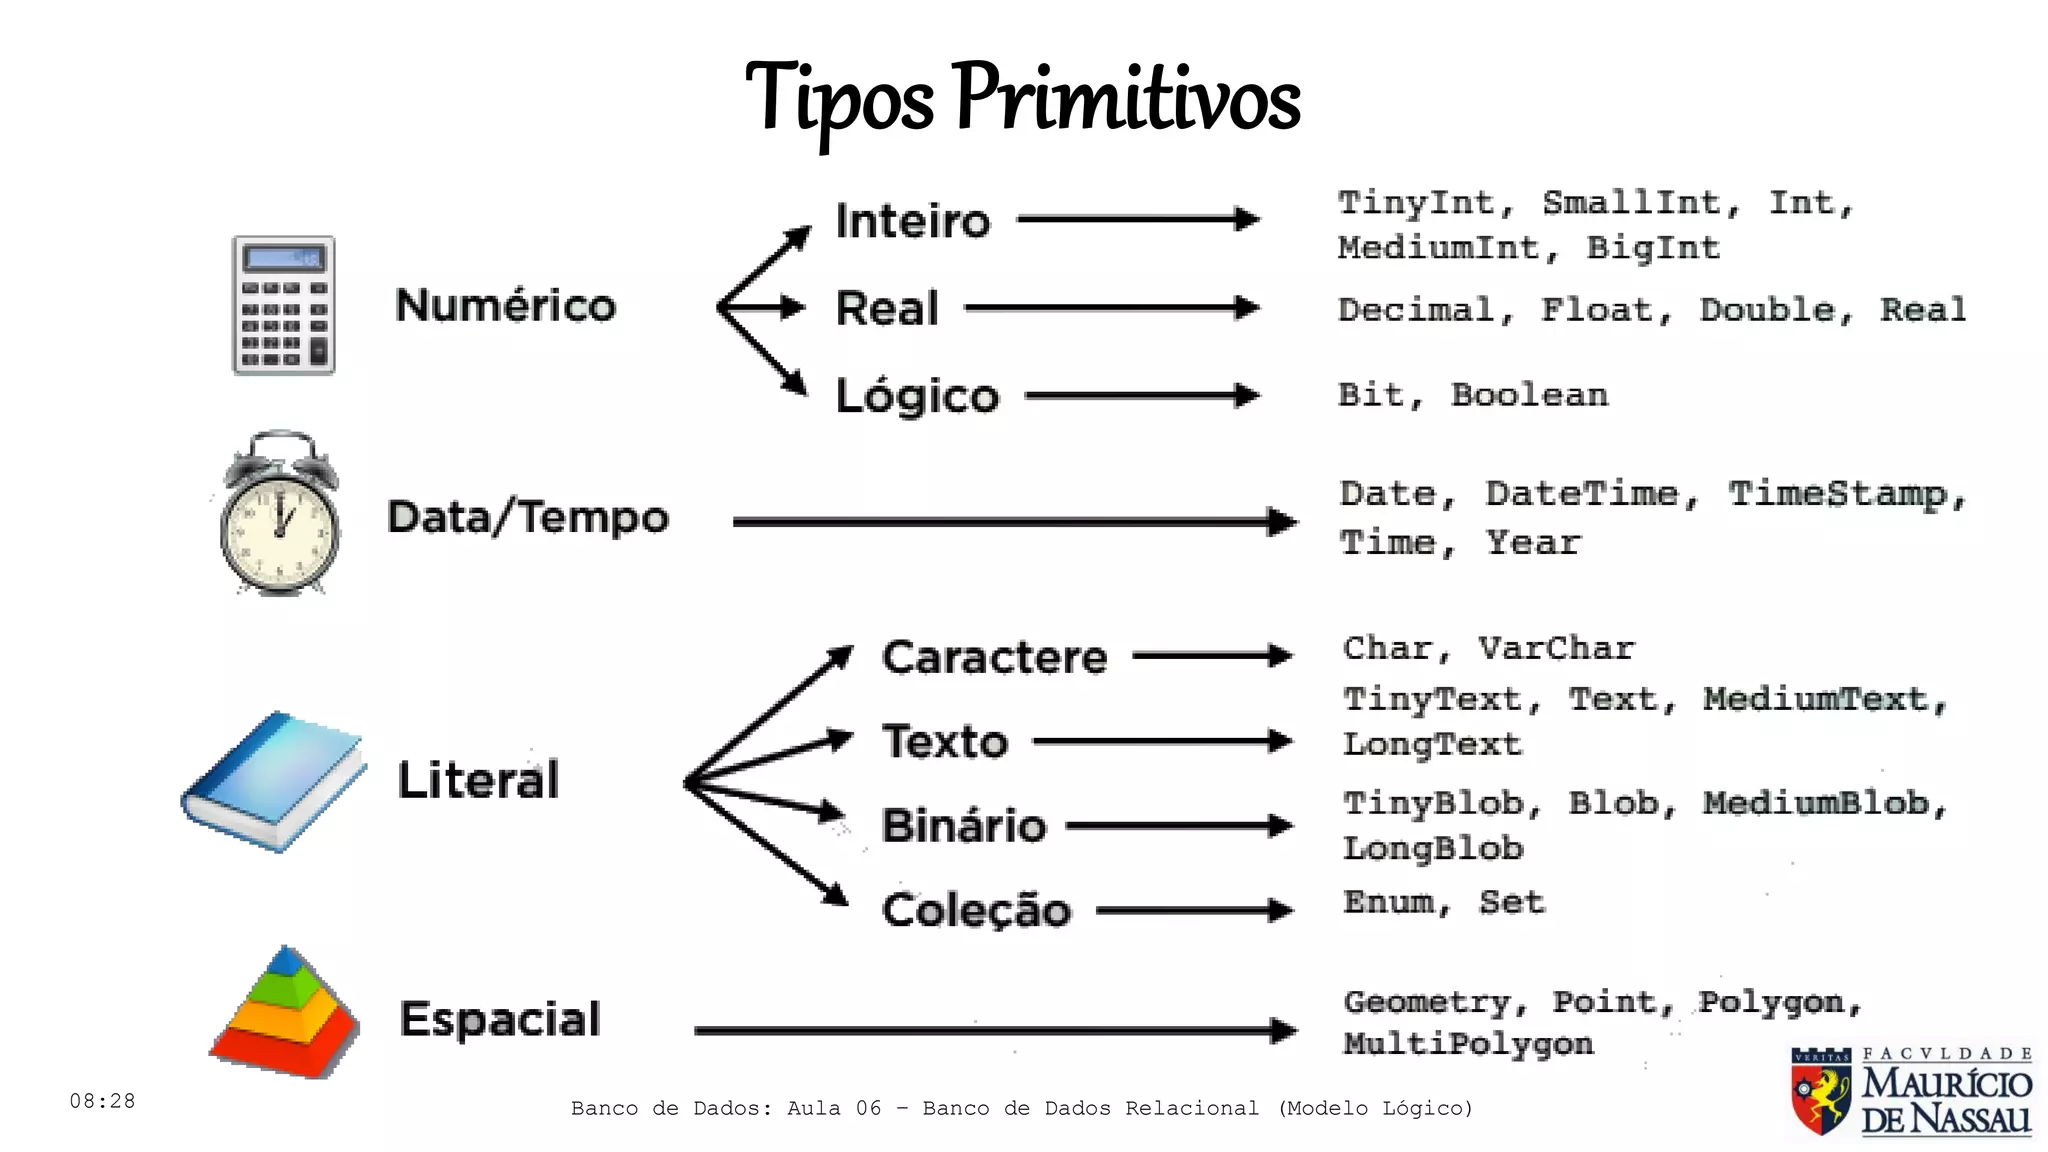 Tipos Primitivos
Numérico
Inteiro
TinyInt, SmallInt, Int,
MediumInt, BigInt
Real
Decimal, Float, Double, Real
Lógico
Bit, Boolean
Data/Tempo
Date, DateTime, TimeStamp,
Time, Year
Literal
Caractere
Char, VarChar
Texto
TinyText, Text, MediumText,
LongText
Binário
TinyBlob, Blob, MediumBlob,
LongBlob
Coleção
Enum, Set
Espacial
Geometry, Point, Polygon,
MultiPolygon
08:28
Banco de Dados: Aula 06 – Banco de Dados Relacional (Modelo Lógico)
VERITAS
FACVLDADE
MAURÍCIO
DE NASSAU